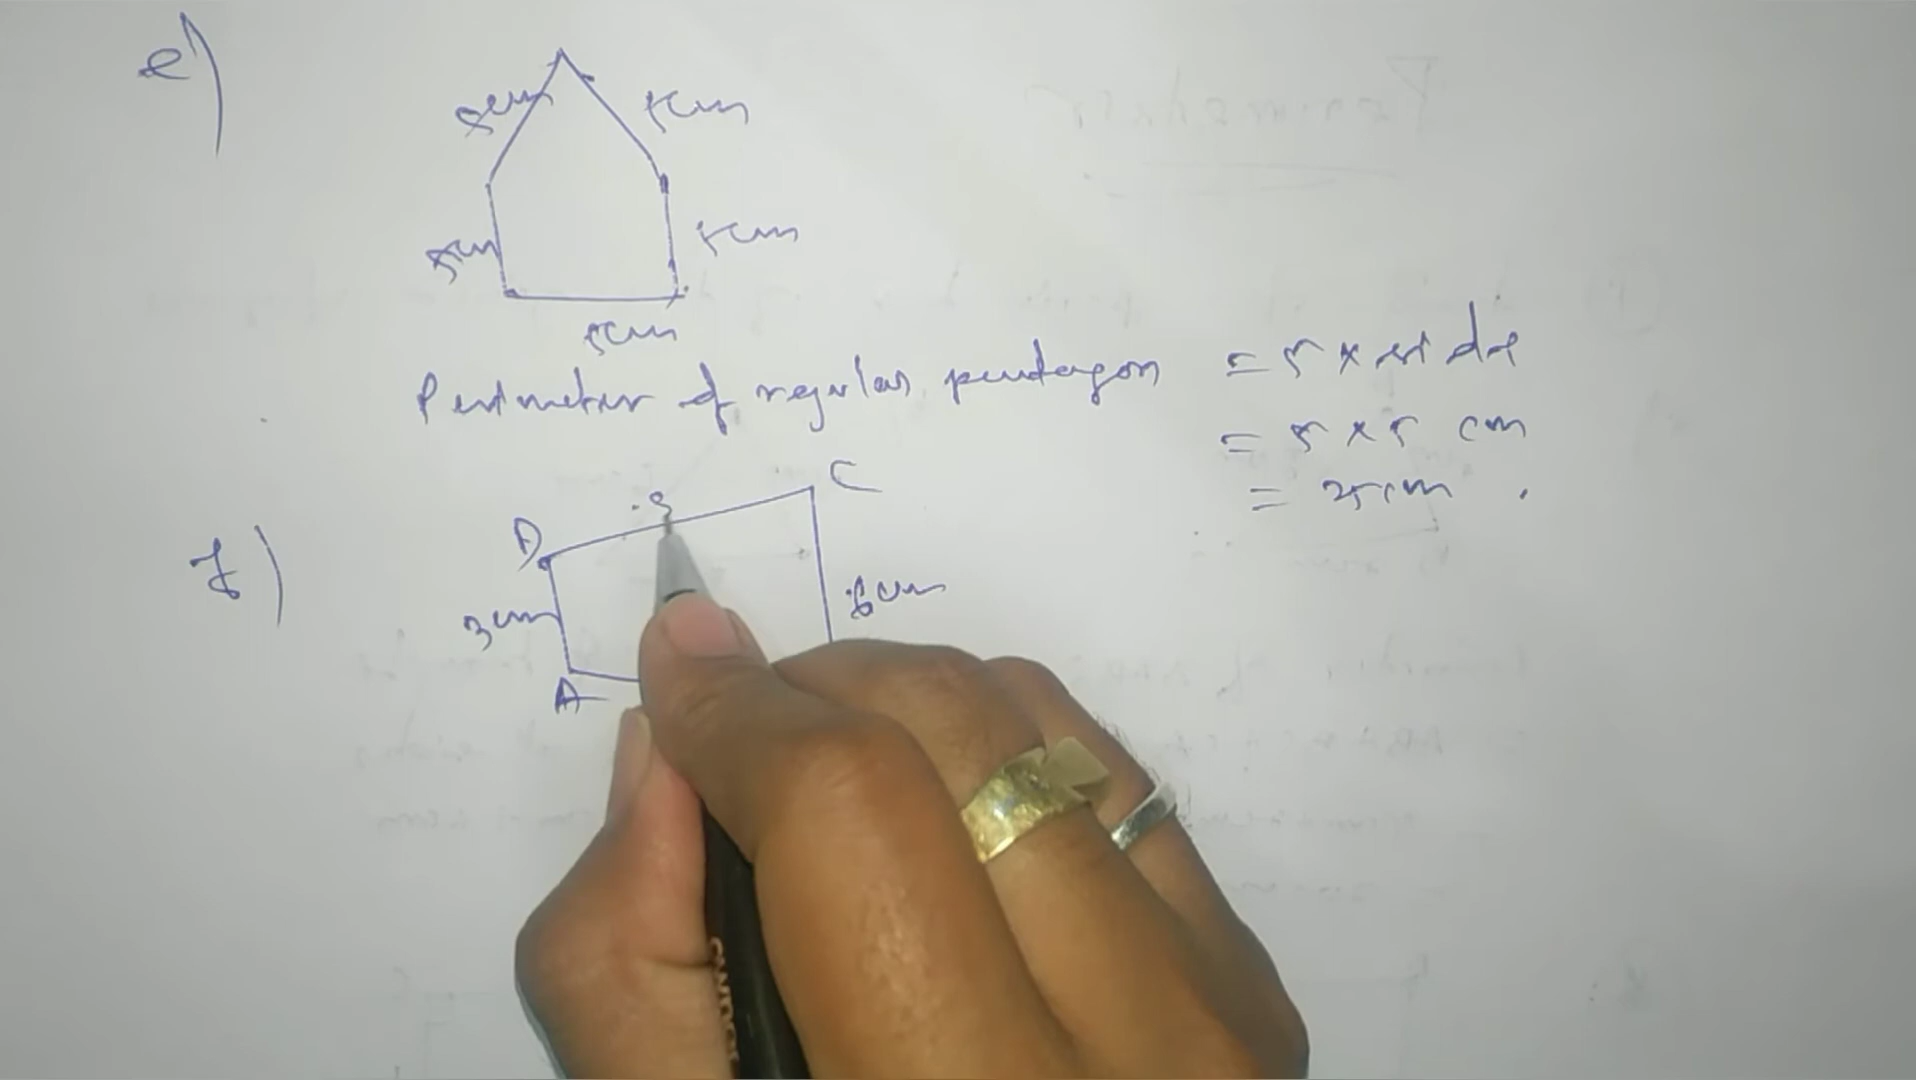 e)
5cm 5cm
5cm 5cm
5cm
Perimeter of regular pentagon = 5 × side
= 5 × 5 cm
= 25cm.
f)
D C
3cm 6cm
A